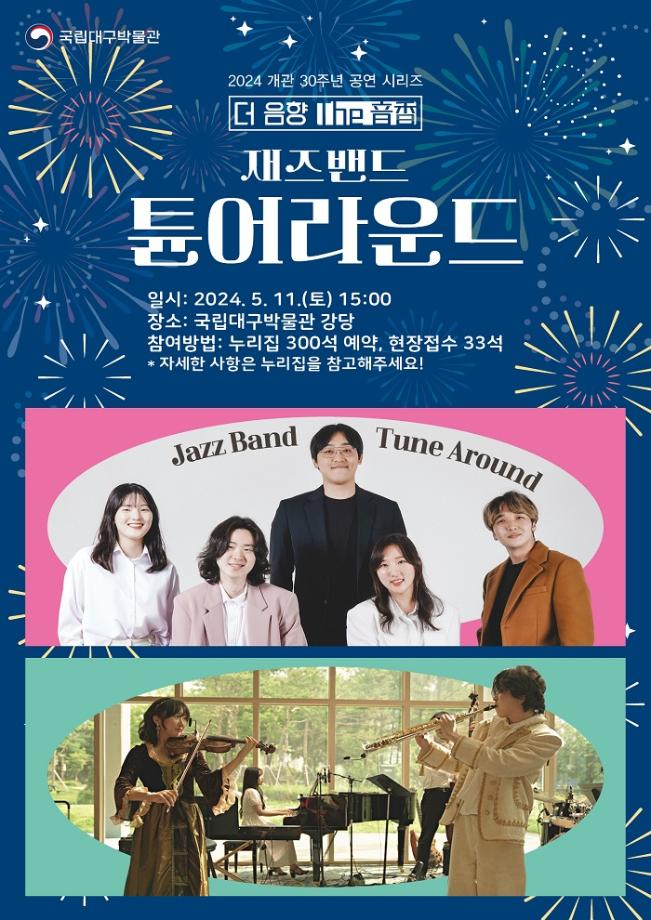 국립대구박물관
2024 개관 30주년 공연 시리즈
더 음향 The 音香
재즈밴드
튠어라운드
일시: 2024. 5. 11.(토) 15:00
장소: 국립대구박물관 강당
참여방법: 누리집 300석 예약, 현장접수 33석
* 자세한 사항은 누리집을 참고해주세요!
Jazz Band Tune Around